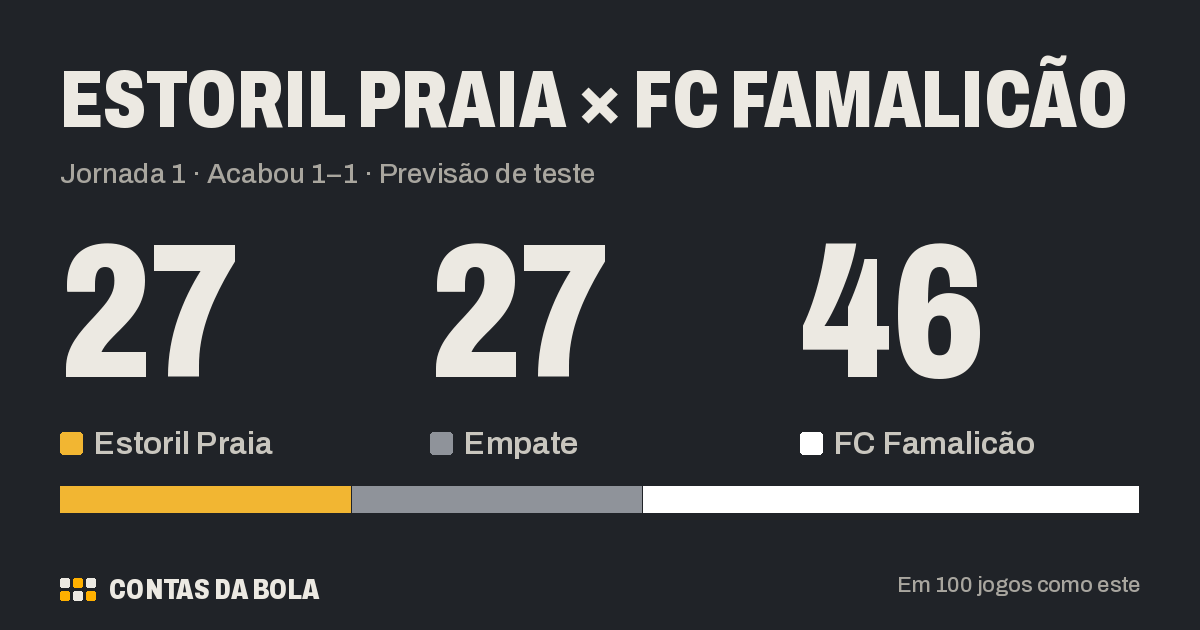 ESTORIL PRAIA × FC FAMALICÃO
Jornada 1 · Acabou 1–1 · Previsão de teste
27 27 46
Estoril Praia Empate FC Famalicão
CONTAS DA BOLA Em 100 jogos como este